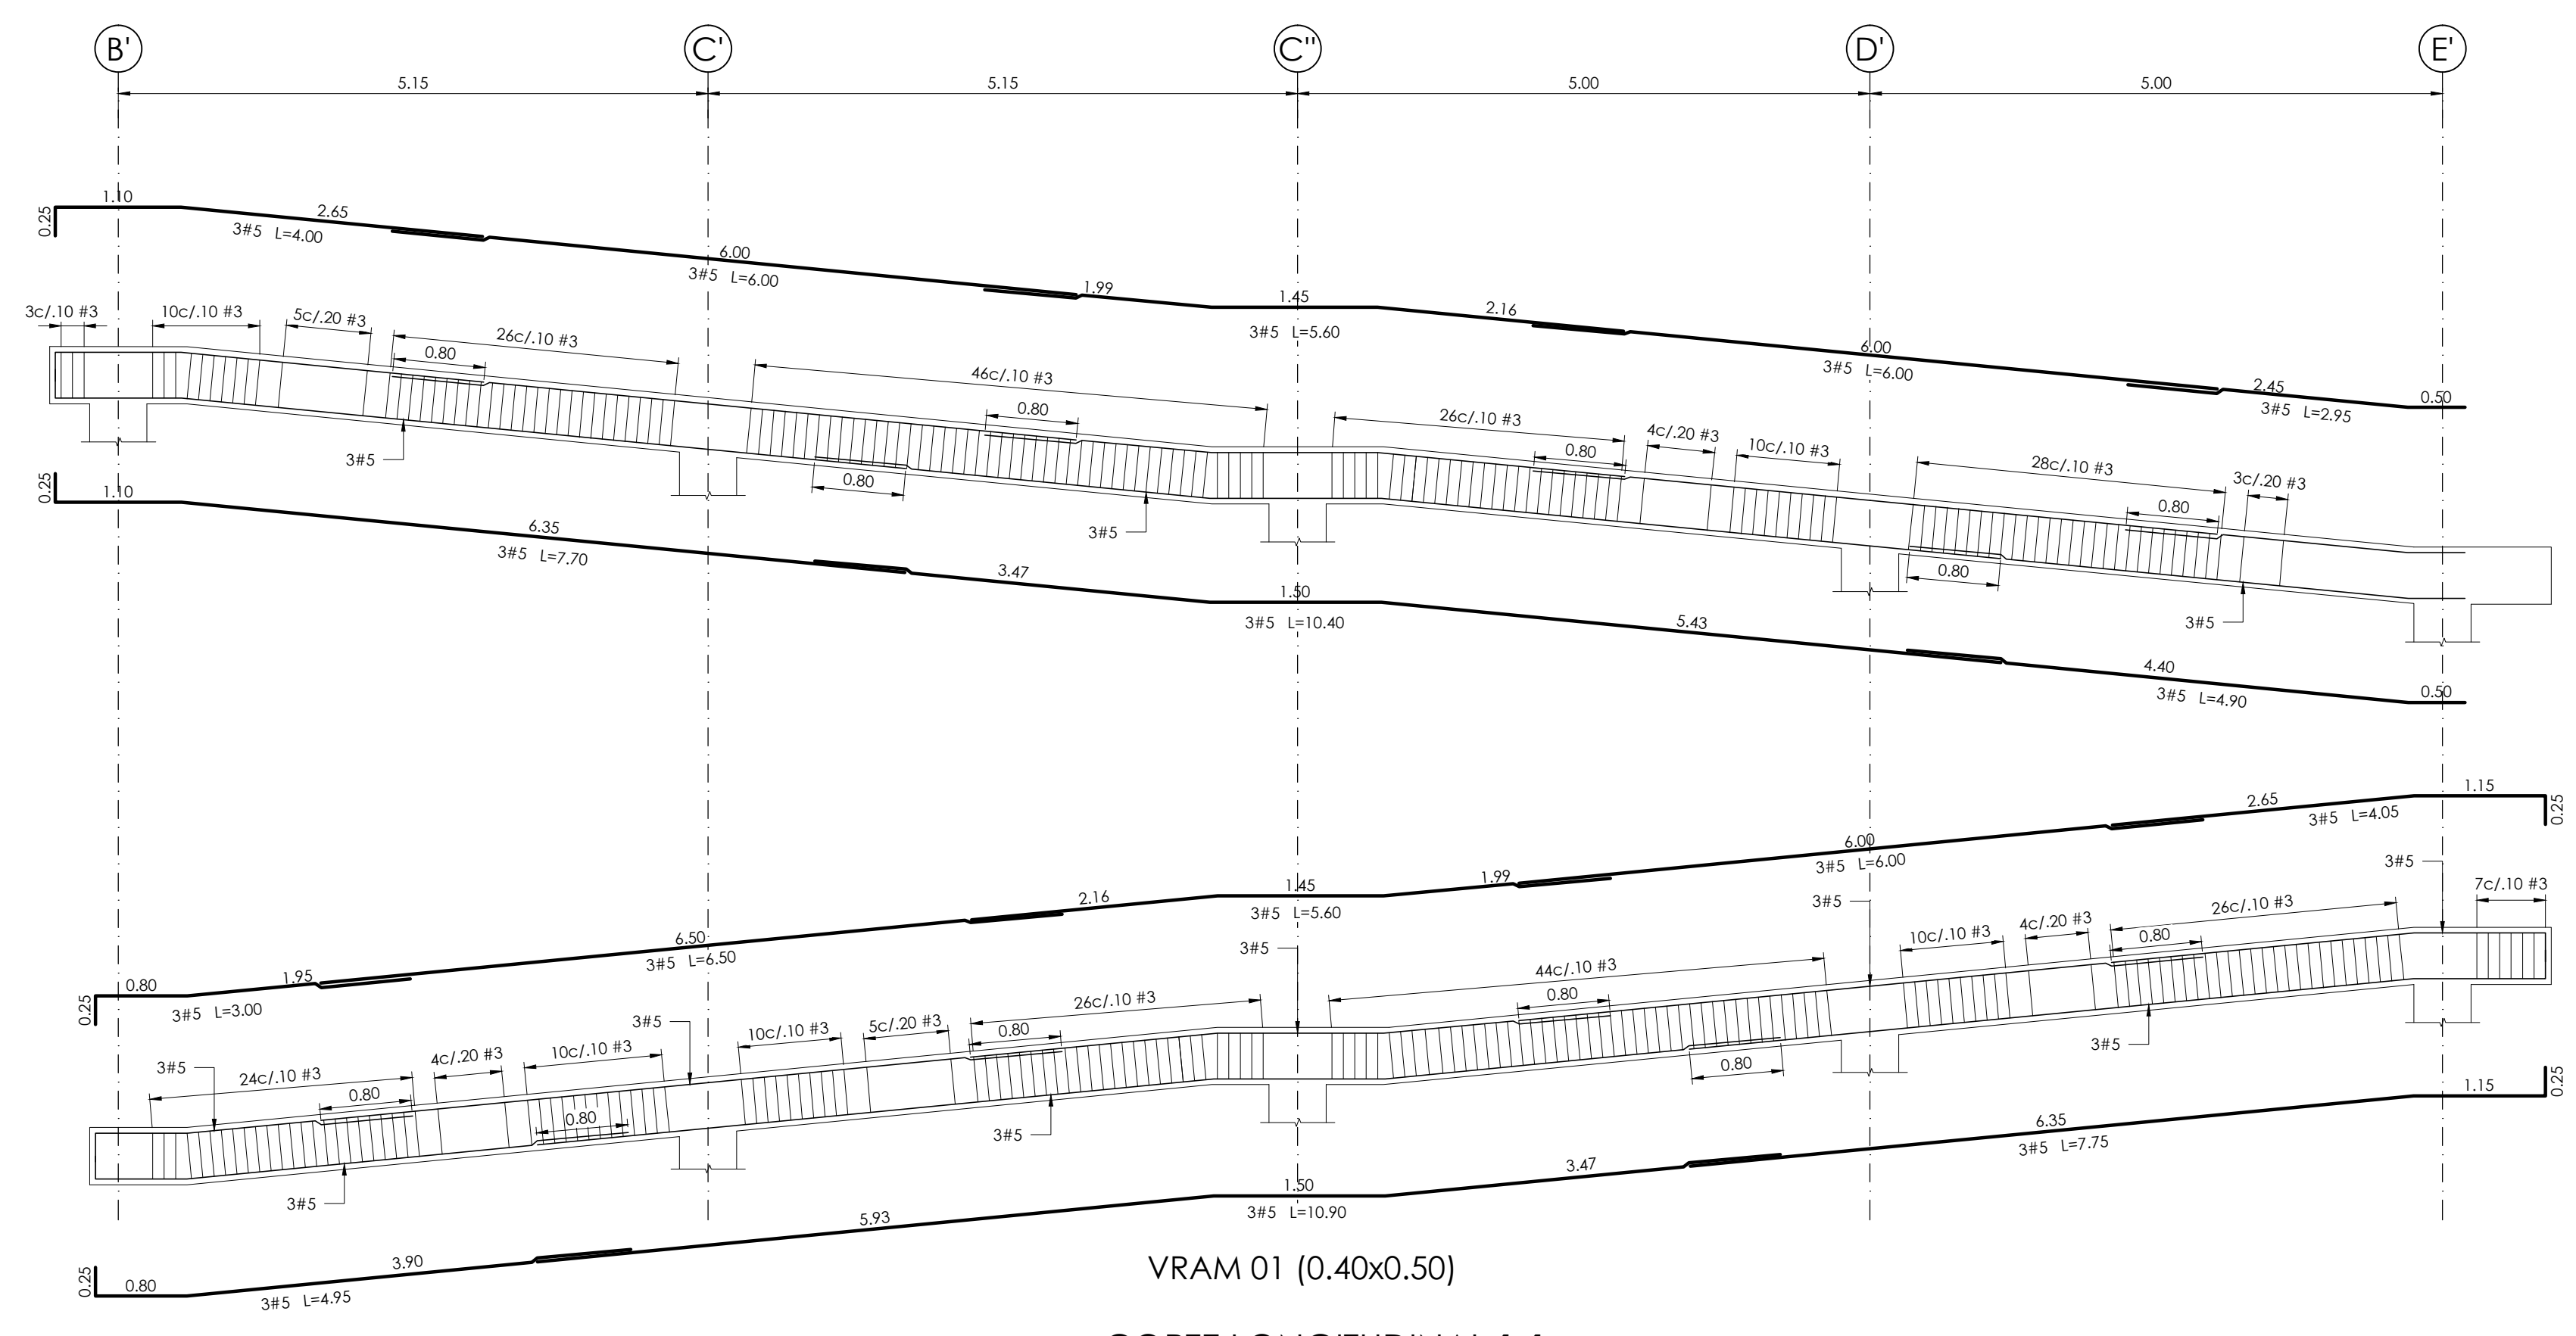 B' C' C" D' E'
5.15 5.15 5.00 5.00
1.10
0.25
2.65
3#5 L=4.00
6.00
3#5 L=6.00
1.99
1.45
3#5 L=5.60
2.16
6.00
3#5 L=6.00
2.45
3#5 L=2.95
0.50
3c/.10 #3
10c/.10 #3
5c/.20 #3
26c/.10 #3
0.80
46c/.10 #3
0.80
26c/.10 #3
0.80
4c/.20 #3
10c/.10 #3
28c/.10 #3
3c/.20 #3
0.80
3#5
0.80
3#5
0.80
3#5
0.25
1.10
6.35
3#5 L=7.70
3.47
1.50
3#5 L=10.40
5.43
4.40
3#5 L=4.90
0.50
0.25
0.80
1.95
3#5 L=3.00
6.50
3#5 L=6.50
2.16
1.45
3#5 L=5.60
1.99
6.00
3#5 L=6.00
2.65
3#5 L=4.05
1.15
0.25
3#5
24c/.10 #3
0.80
4c/.20 #3
10c/.10 #3
0.80
3#5
10c/.10 #3
5c/.20 #3
26c/.10 #3
0.80
3#5
44c/.10 #3
0.80
0.80
3#5
10c/.10 #3
4c/.20 #3
26c/.10 #3
0.80
3#5
7c/.10 #3
3#5
3#5
3#5
0.25
0.80
3.90
3#5 L=4.95
5.93
1.50
3#5 L=10.90
3.47
6.35
3#5 L=7.75
1.15
0.25
VRAM 01 (0.40x0.50)